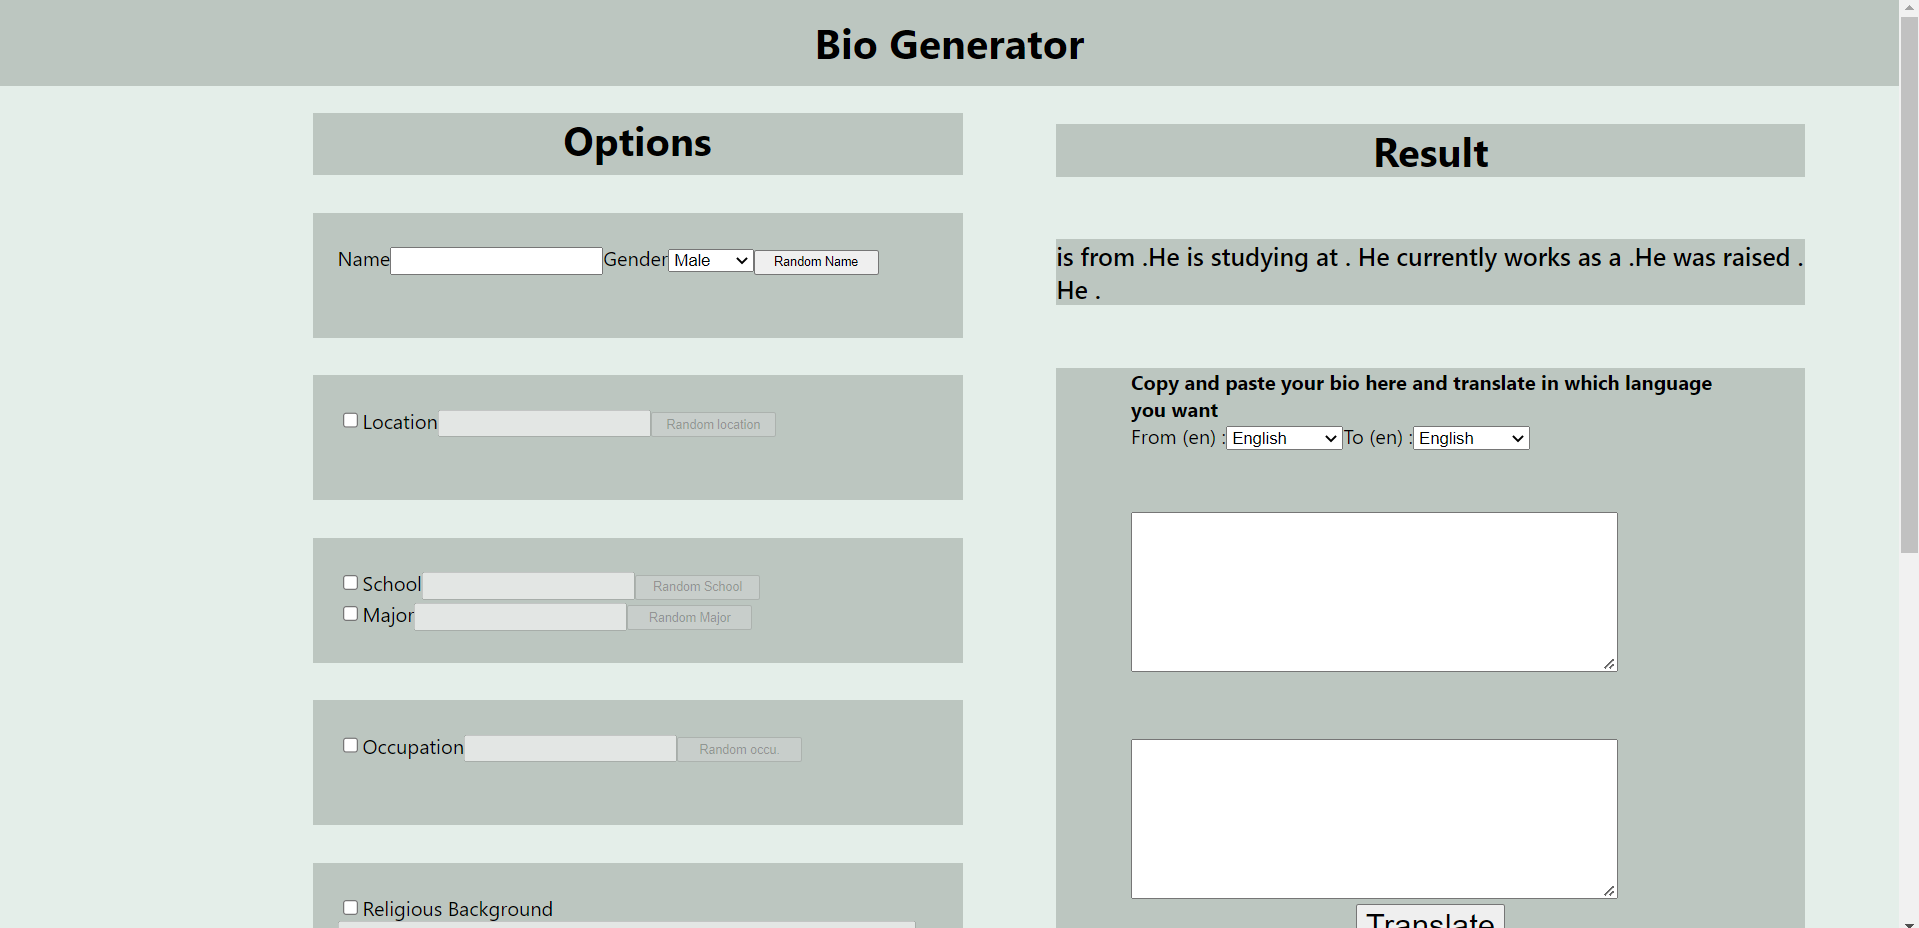 Bio Generator
Options
Name Gender Male Random Name
Location Random location
School Random School
Major Random Major
Occupation Random occu.
Religious Background
Result
is from .He is studying at . He currently works as a .He was raised .
He .
Copy and paste your bio here and translate in which language
you want
From (en) : English To (en) : English
Translate